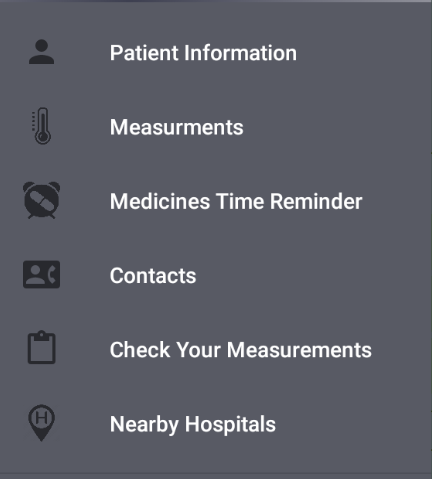 Patient Information
Measurments
Medicines Time Reminder
Contacts
Check Your Measurements
H
Nearby Hospitals